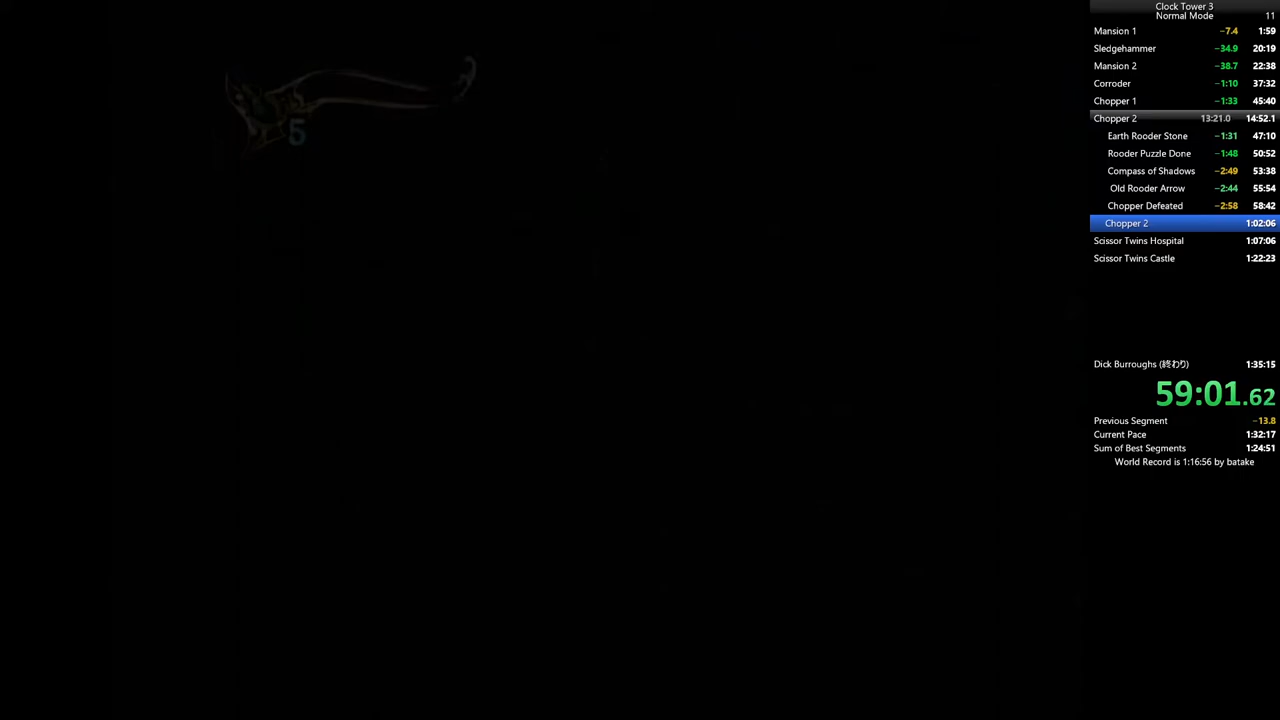 Clock Tower 3
Normal Mode 11
Mansion 1 −7.4 1:59
Sledgehammer −34.9 20:19
Mansion 2 −38.7 22:38
Corroder −1:10 37:32
Chopper 1 −1:33 45:40
Chopper 2 13:21.0 14:52.1
Earth Rooder Stone −1:31 47:10
Rooder Puzzle Done −1:48 50:52
Compass of Shadows −2:49 53:38
Old Rooder Arrow −2:44 55:54
Chopper Defeated −2:58 58:42
Chopper 2 1:02:06
Scissor Twins Hospital 1:07:06
Scissor Twins Castle 1:22:23
5
Dick Burroughs (終わり) 1:35:15
59:01.62
Previous Segment −13.8
Current Pace 1:32:17
Sum of Best Segments 1:24:51
World Record is 1:16:56 by batake